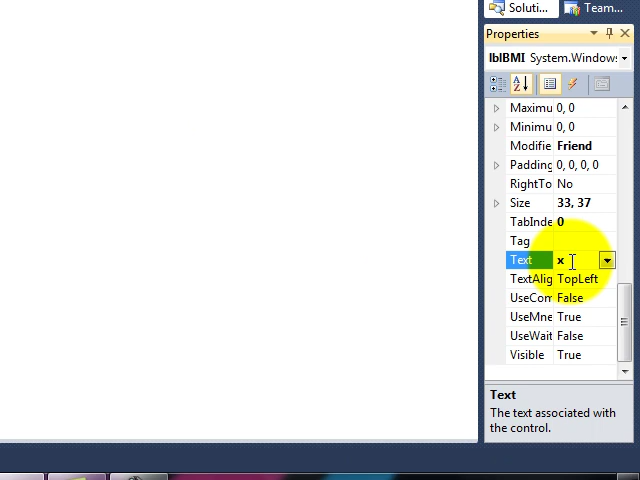 Soluti... Team...
Properties
lblBMI System.Windows
Maximu 0, 0
Minimu 0, 0
Modifie Friend
Padding 0, 0, 0, 0
RightTo No
Size 33, 37
TabInde 0
Tag
Text x
TextAlig TopLeft
UseCom False
UseMne True
UseWait False
Visible True
Text
The text associated with
the control.